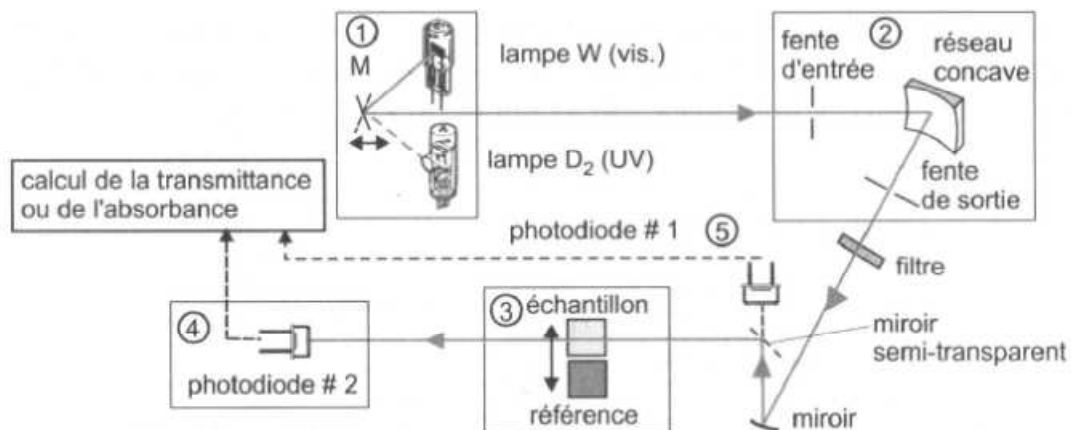 ①
M
lampe W (vis.)
lampe D₂ (UV)
fente
d'entrée
②
réseau
concave
fente
de sortie
calcul de la transmittance
ou de l'absorbance
photodiode # 1
⑤
filtre
④
photodiode # 2
③
échantillon
référence
miroir
semi-transparent
miroir